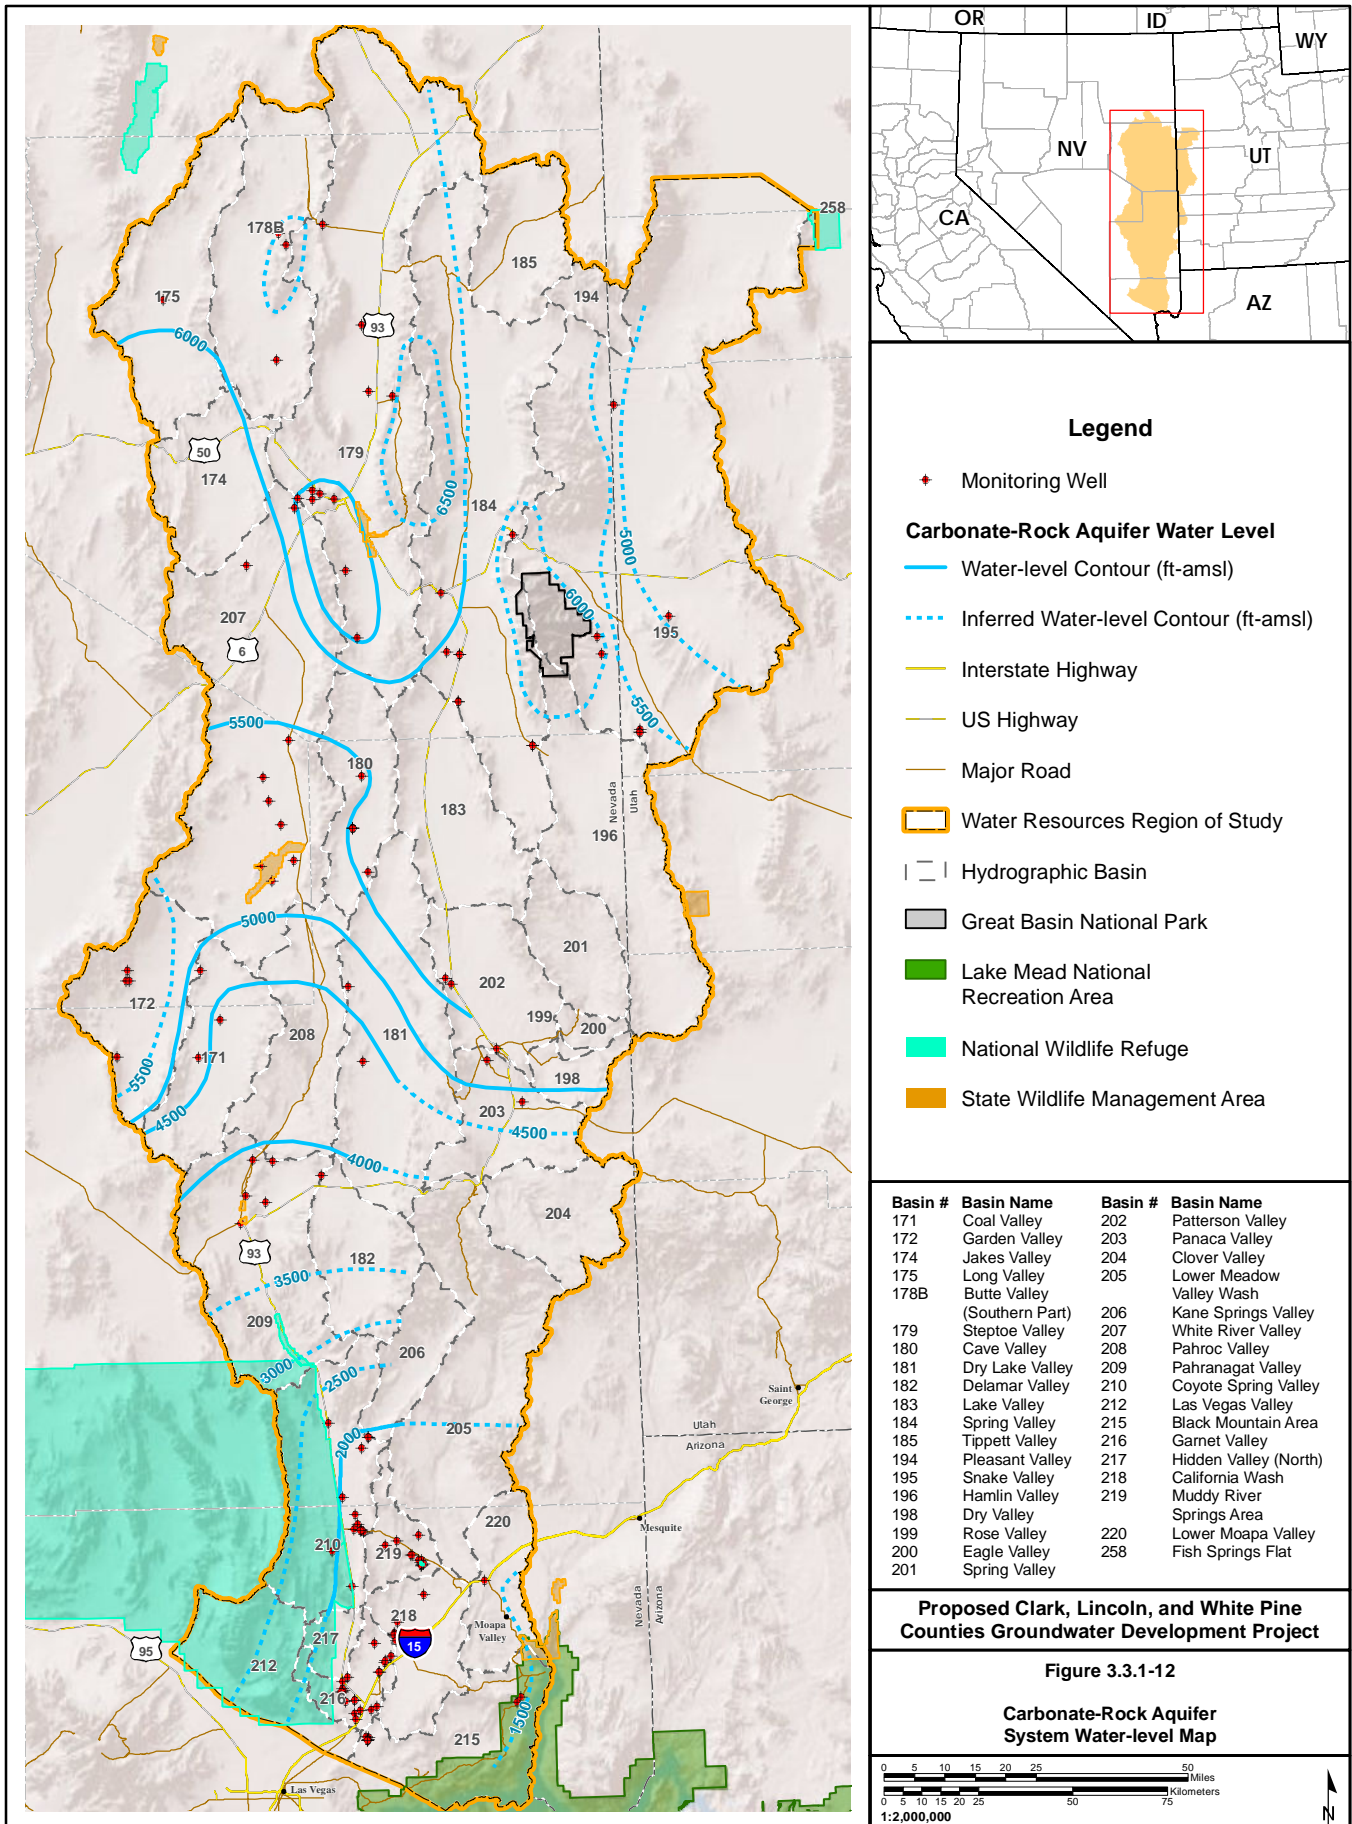 258
178B
185
175
194
6000
93
50
179
174
6500
184
5000
6000
195
207
6
5500
5500
180
183
Nevada
Utah
196
5000
201
202
172
199
200
208
181
171
5500
198
4500
203
4500
4000
204
93
182
3500
209
206
3000
2500
Saint
George
205
Utah
Arizona
2000
220
Mesquite
210
219
Nevada
Arizona
218
Moapa
Valley
15
217
95
212
216
1500
215
Las Vegas
OR
ID
WY
NV
UT
CA
AZ
Legend
Monitoring Well
Carbonate-Rock Aquifer Water Level
Water-level Contour (ft-amsl)
Inferred Water-level Contour (ft-amsl)
Interstate Highway
US Highway
Major Road
Water Resources Region of Study
Hydrographic Basin
Great Basin National Park
Lake Mead National
Recreation Area
National Wildlife Refuge
State Wildlife Management Area
Basin # Basin Name Basin # Basin Name
171 Coal Valley 202 Patterson Valley
172 Garden Valley 203 Panaca Valley
174 Jakes Valley 204 Clover Valley
175 Long Valley 205 Lower Meadow
178B Butte Valley Valley Wash
(Southern Part) 206 Kane Springs Valley
179 Steptoe Valley 207 White River Valley
180 Cave Valley 208 Pahroc Valley
181 Dry Lake Valley 209 Pahranagat Valley
182 Delamar Valley 210 Coyote Spring Valley
183 Lake Valley 212 Las Vegas Valley
184 Spring Valley 215 Black Mountain Area
185 Tippett Valley 216 Garnet Valley
194 Pleasant Valley 217 Hidden Valley (North)
195 Snake Valley 218 California Wash
196 Hamlin Valley 219 Muddy River
198 Dry Valley Springs Area
199 Rose Valley 220 Lower Moapa Valley
200 Eagle Valley 258 Fish Springs Flat
201 Spring Valley
Proposed Clark, Lincoln, and White Pine
Counties Groundwater Development Project
Figure 3.3.1-12
Carbonate-Rock Aquifer
System Water-level Map
0 5 10 15 20 25 50
Miles
Kilometers
0 5 10 15 20 25 50 75
1:2,000,000
N